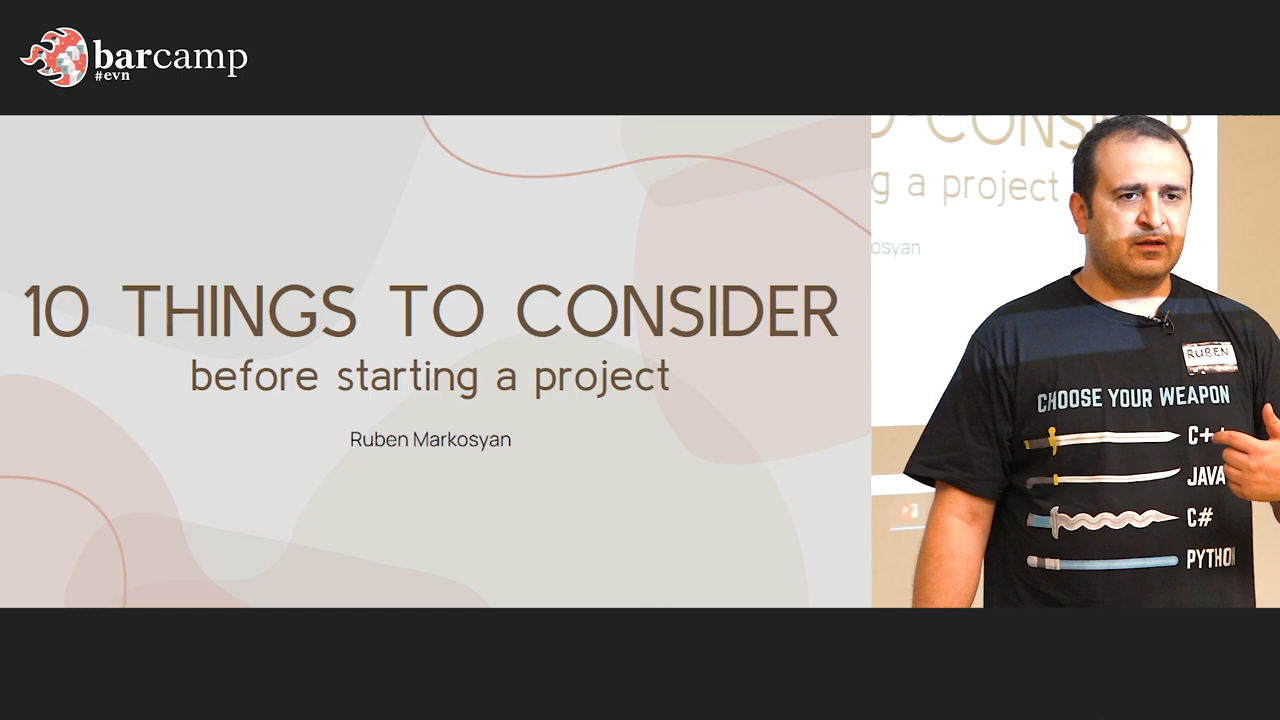 barcamp
#evn
10 THINGS TO CONSIDER
before starting a project
Ruben Markosyan
g a project
osyan
RUBEN
CHOOSE YOUR WEAPON
C++
JAVA
C#
PYTHON